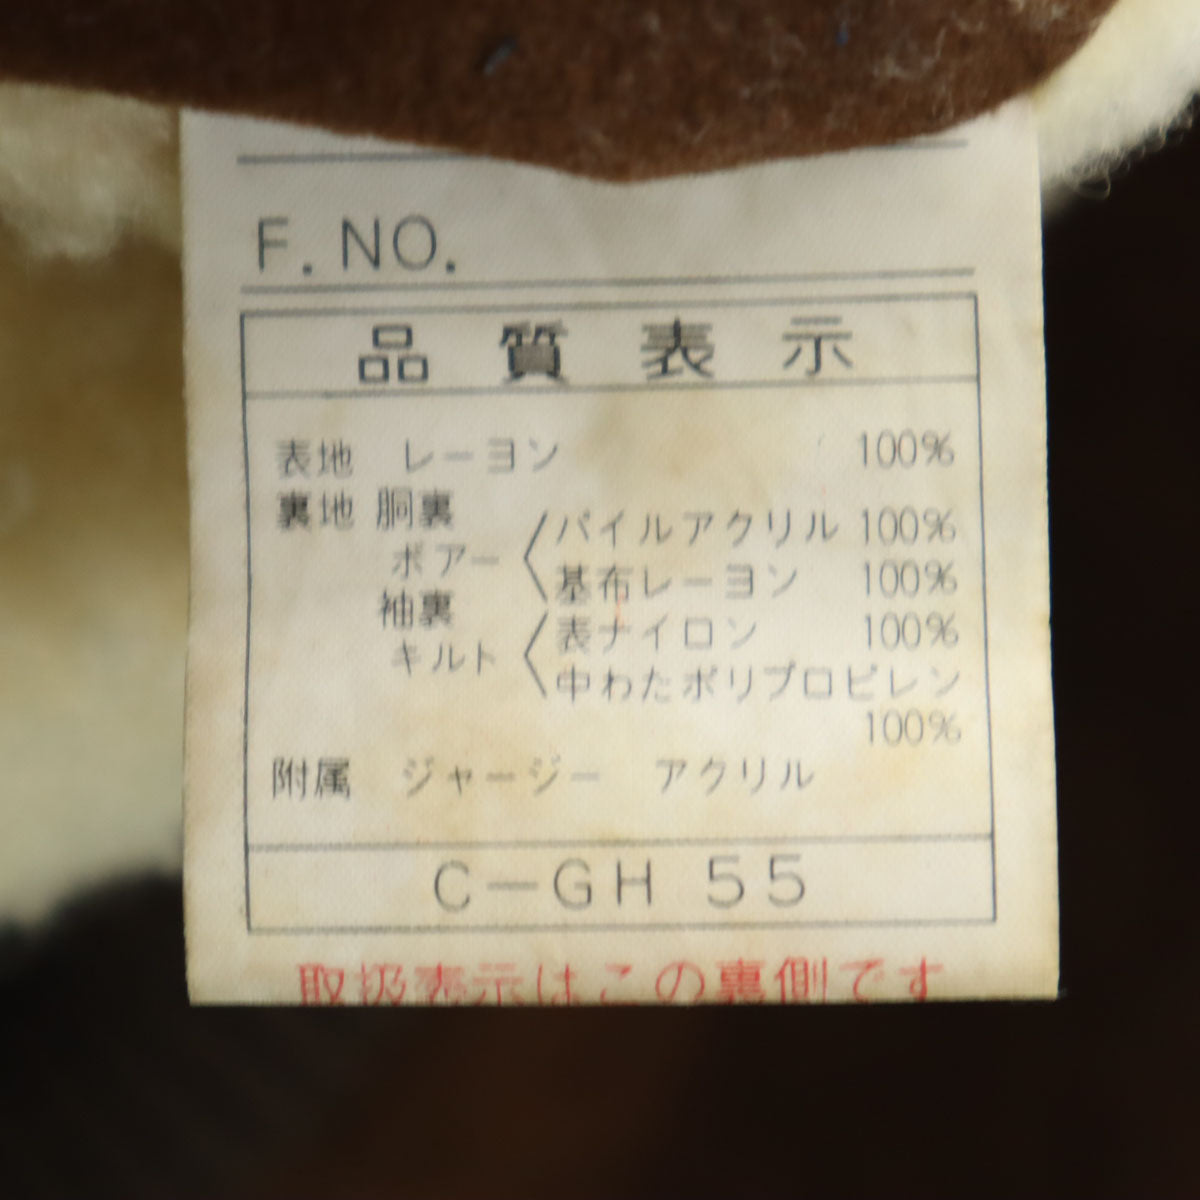 F. NO.
品質表示
表地 レーヨン 100%
裏地 胴裏
ボアー パイルアクリル 100%
基布レーヨン 100%
袖裏
キルト 表ナイロン 100%
中わたポリプロピレン
100%
附属 ジャージー アクリル
C-GH 55
取扱表示はこの裏側です